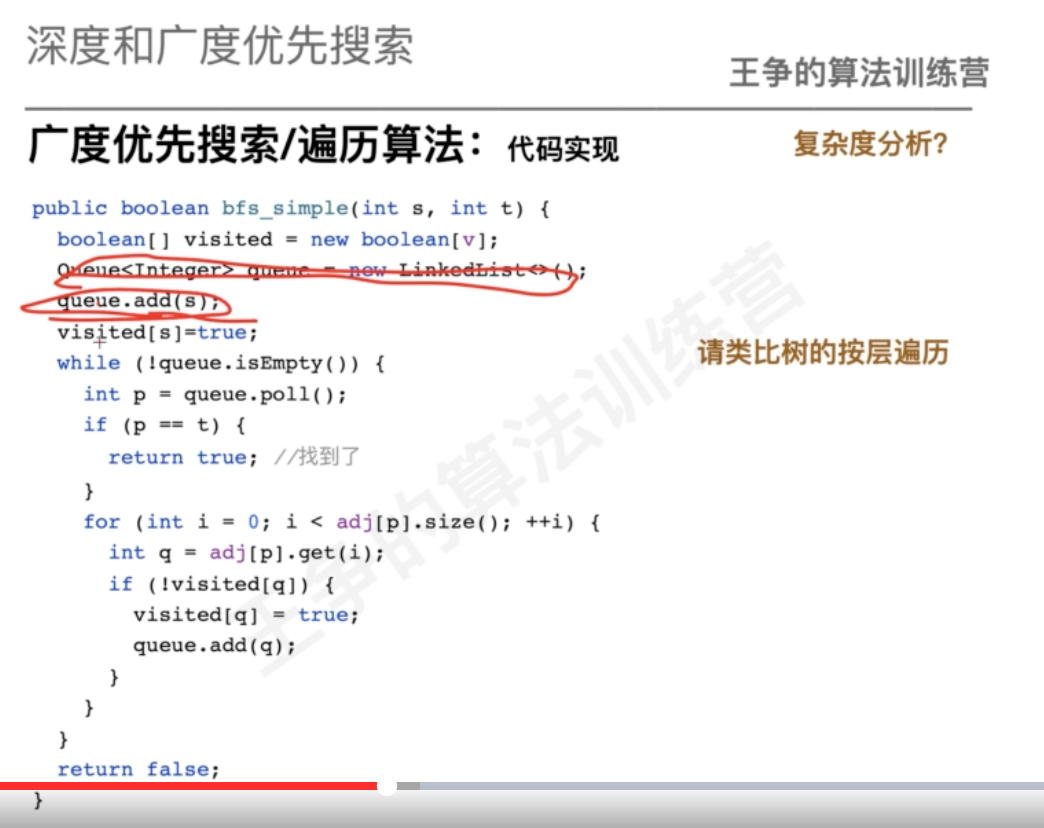 深度和广度优先搜索
王争的算法训练营
广度优先搜索/遍历算法：代码实现
复杂度分析?
public boolean bfs_simple(int s, int t) {
boolean[] visited = new boolean[v];
Queue<Integer> queue = new LinkedList<>();
queue.add(s);
visited[s]=true;
while (!queue.isEmpty()) {
请类比树的按层遍历
int p = queue.poll();
if (p == t) {
return true; //找到了
}
for (int i = 0; i < adj[p].size(); ++i) {
int q = adj[p].get(i);
if (!visited[q]) {
visited[q] = true;
queue.add(q);
}
}
}
return false;
}
王争的算法训练营